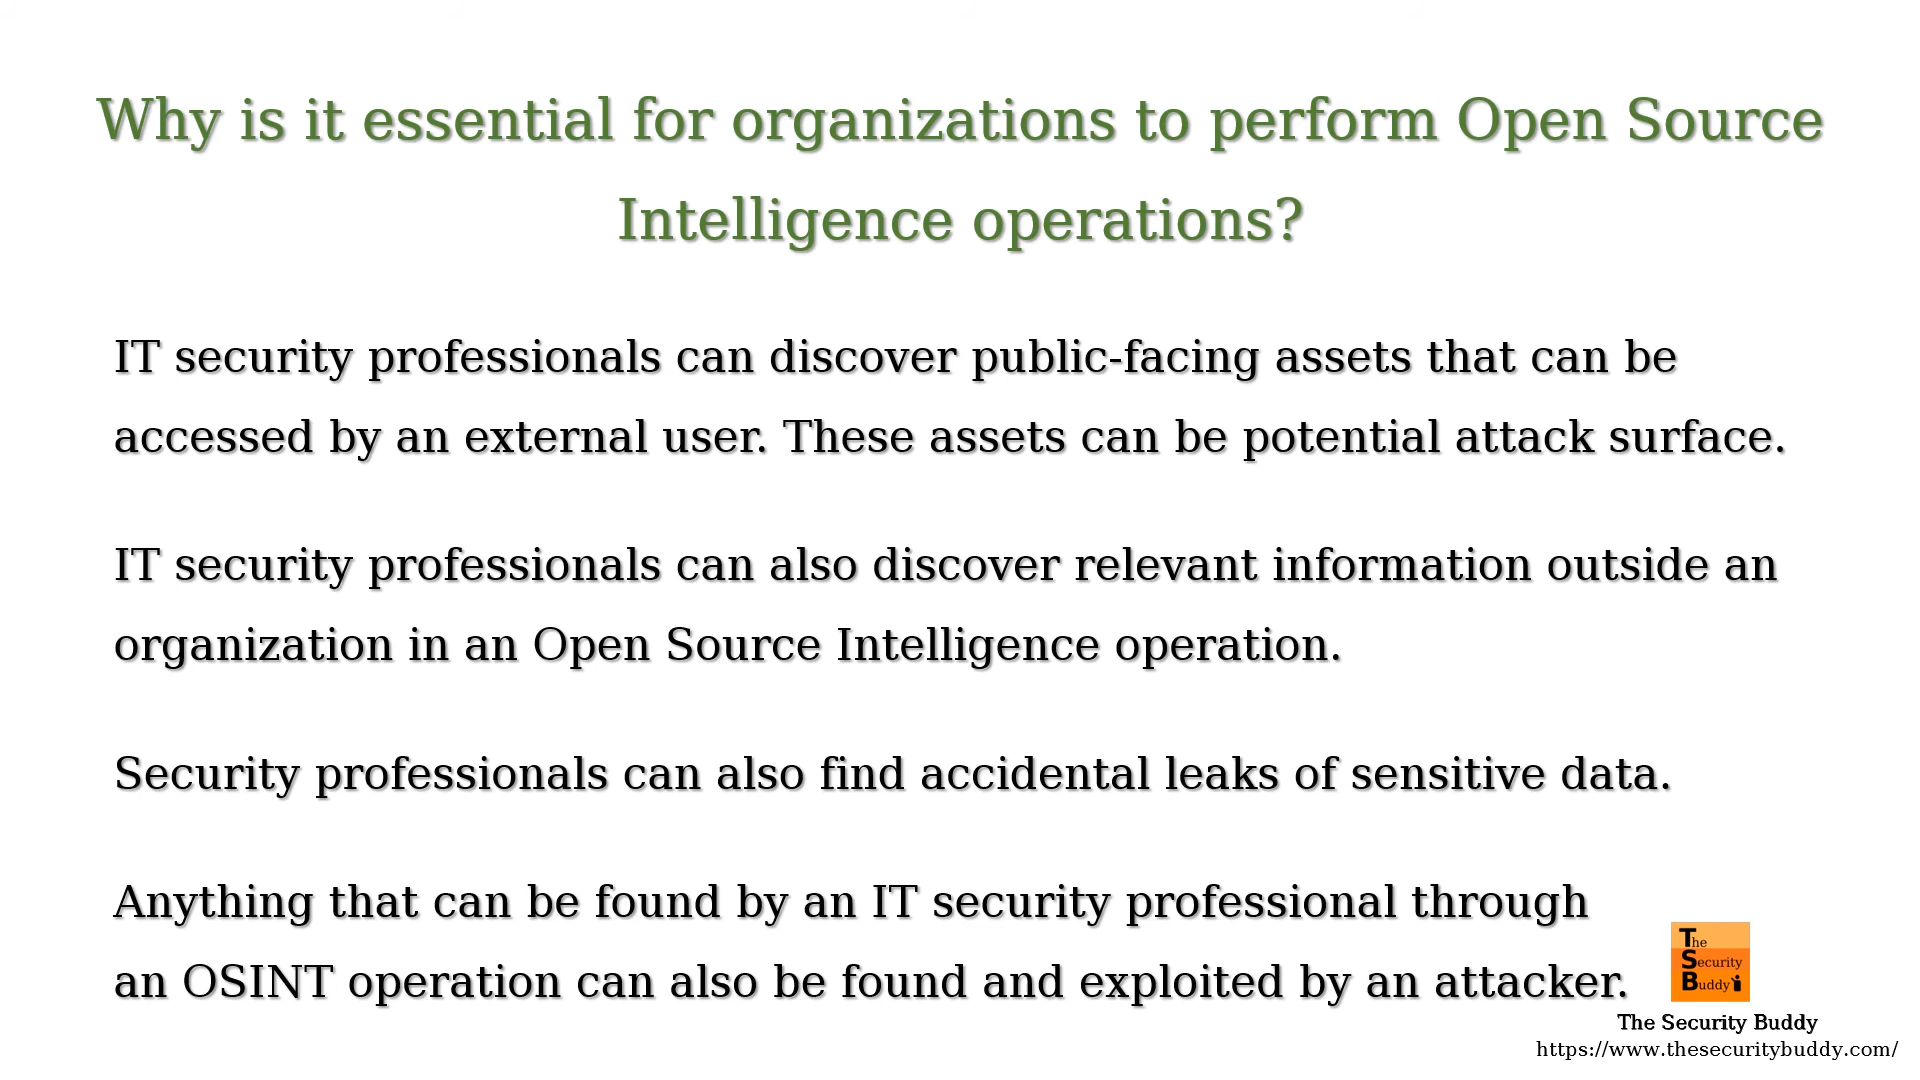 Why is it essential for organizations to perform Open Source
Intelligence operations?
IT security professionals can discover public-facing assets that can be
accessed by an external user. These assets can be potential attack surface.
IT security professionals can also discover relevant information outside an
organization in an Open Source Intelligence operation.
Security professionals can also find accidental leaks of sensitive data.
Anything that can be found by an IT security professional through
an OSINT operation can also be found and exploited by an attacker.
The
Security
Buddy
The Security Buddy
https://www.thesecuritybuddy.com/